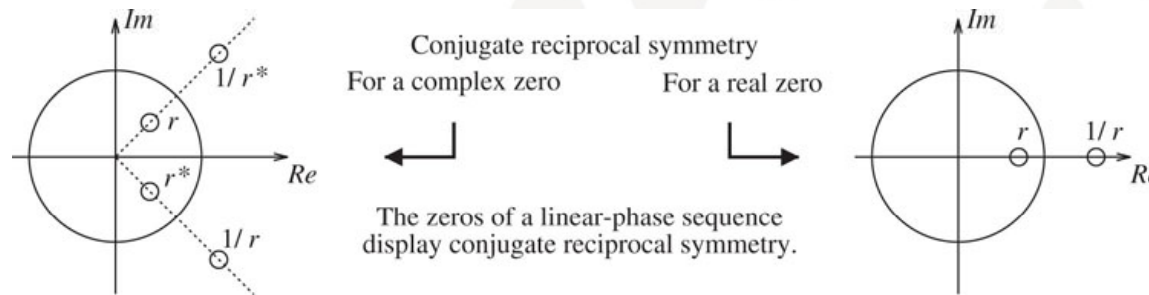 Im
1/ r*
r
r*
1/ r
Re
Conjugate reciprocal symmetry
For a complex zero
For a real zero
The zeros of a linear-phase sequence
display conjugate reciprocal symmetry.
Im
r
1/ r